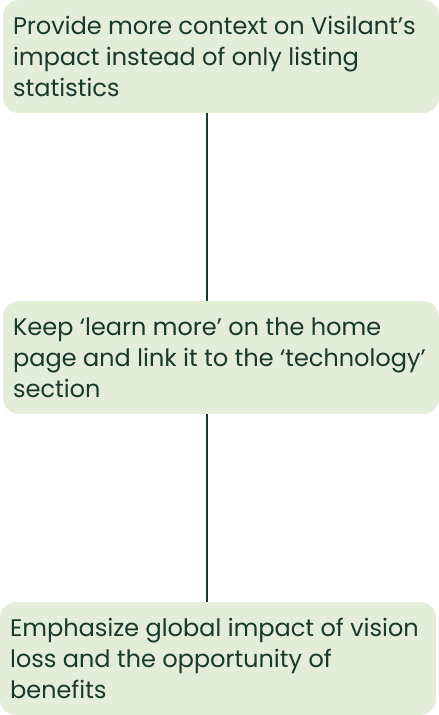 Provide more context on Visilant’s
impact instead of only listing
statistics
Keep ‘learn more’ on the home
page and link it to the ‘technology’
section
Emphasize global impact of vision
loss and the opportunity of
benefits